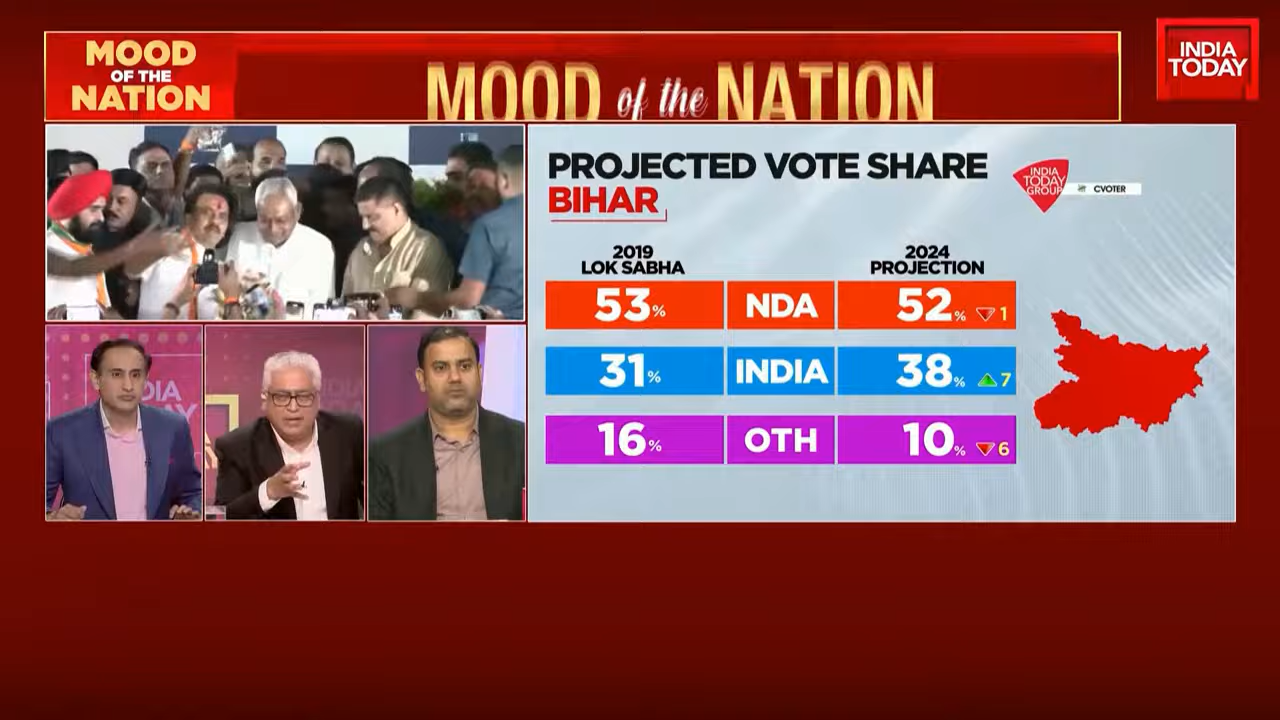 MOOD
OF THE
NATION
MOOD of the NATION
INDIA
TODAY
PROJECTED VOTE SHARE
BIHAR
INDIA
TODAY
GROUP
CVOTER
2019
LOK SABHA
2024
PROJECTION
53% NDA 52% 1
31% INDIA 38% 7
16% OTH 10% 6